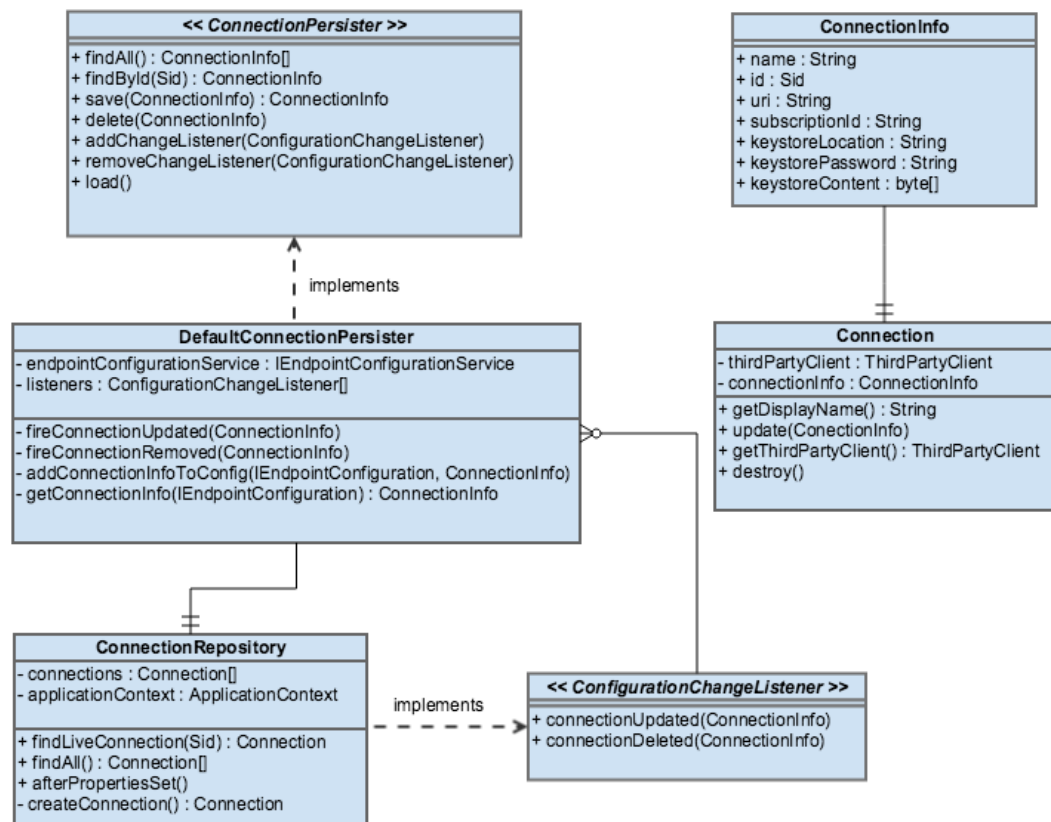 << ConnectionPersister >>
+ findAll() : ConnectionInfo[]
+ findById(Sid) : ConnectionInfo
+ save(ConnectionInfo) : ConnectionInfo
+ delete(ConnectionInfo)
+ addChangeListener(ConfigurationChangeListener)
+ removeChangeListener(ConfigurationChangeListener)
+ load()
ConnectionInfo
+ name : String
+ id : Sid
+ uri : String
+ subscriptionId : String
+ keystoreLocation : String
+ keystorePassword : String
+ keystoreContent : byte[]
implements
DefaultConnectionPersister
- endpointConfigurationService : IEndpointConfigurationService
- listeners : ConfigurationChangeListener[]
- fireConnectionUpdated(ConnectionInfo)
- fireConnectionRemoved(ConnectionInfo)
- addConnectionInfoToConfig(IEndpointConfiguration, ConnectionInfo)
- getConnectionInfo(IEndpointConfiguration) : ConnectionInfo
Connection
- thirdPartyClient : ThirdPartyClient
- connectionInfo : ConnectionInfo
+ getDisplayName() : String
+ update(ConectionInfo)
+ getThirdPartyClient() : ThirdPartyClient
+ destroy()
ConnectionRepository
- connections : Connection[]
- applicationContext : ApplicationContext
+ findLiveConnection(Sid) : Connection
+ findAll() : Connection[]
+ afterPropertiesSet()
- createConnection() : Connection
implements
<< ConfigurationChangeListener >>
+ connectionUpdated(ConnectionInfo)
+ connectionDeleted(ConnectionInfo)